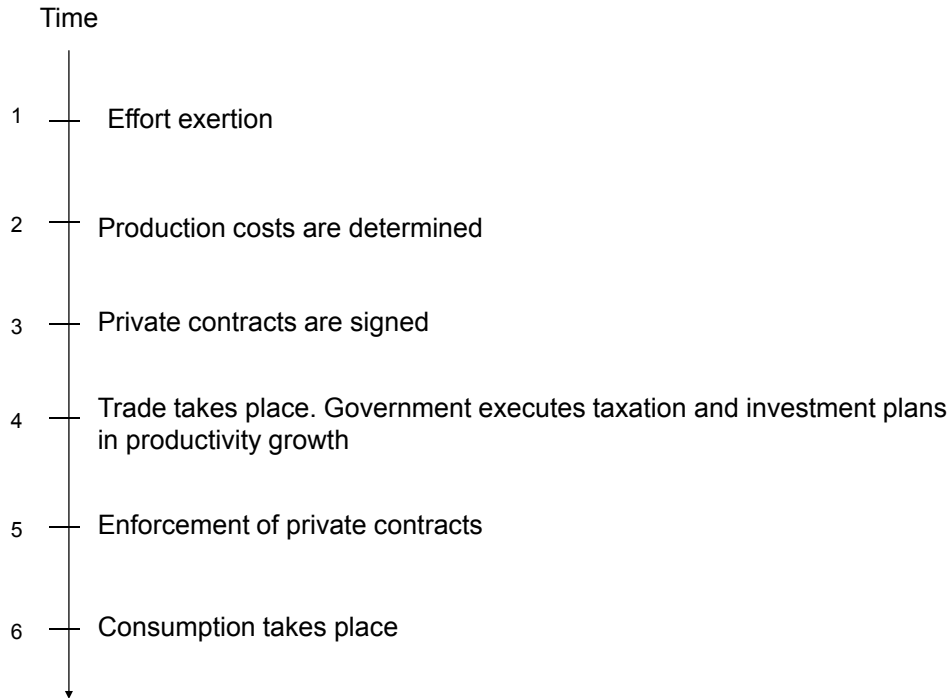 Time
1 Effort exertion
2 Production costs are determined
3 Private contracts are signed
4 Trade takes place. Government executes taxation and investment plans
in productivity growth
5 Enforcement of private contracts
6 Consumption takes place